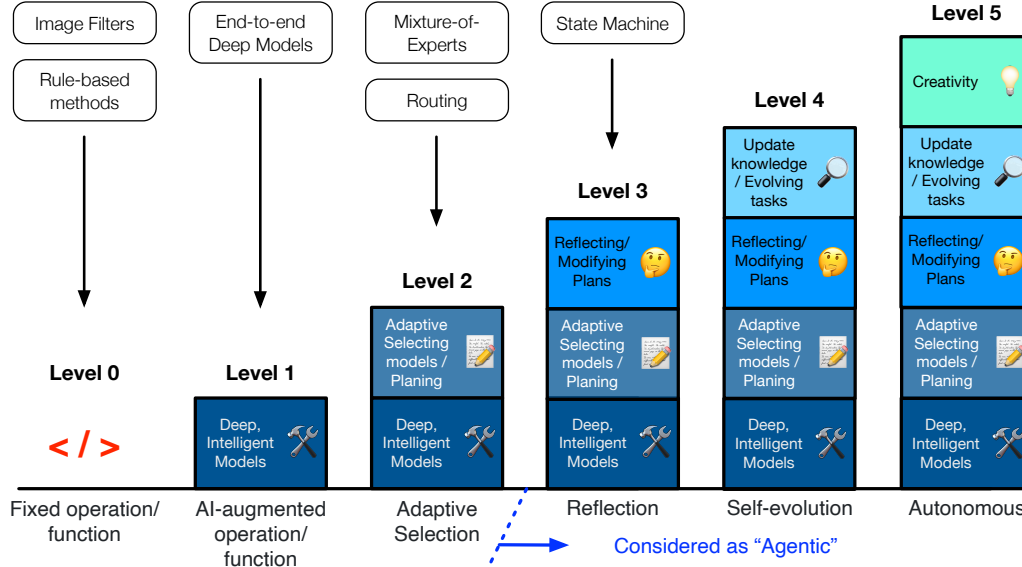 Image Filters
Rule-based
methods
End-to-end
Deep Models
Mixture-of-
Experts
Routing
State Machine
Level 0
</>
Fixed operation/
function
Level 1
Deep,
Intelligent
Models
AI-augmented
operation/
function
Level 2
Adaptive
Selecting
models /
Planing
Deep,
Intelligent
Models
Adaptive
Selection
Level 3
Reflecting/
Modifying
Plans
Adaptive
Selecting
models /
Planing
Deep,
Intelligent
Models
Reflection
Level 4
Update
knowledge
/ Evolving
tasks
Reflecting/
Modifying
Plans
Adaptive
Selecting
models /
Planing
Deep,
Intelligent
Models
Self-evolution
Level 5
Creativity
Update
knowledge
/ Evolving
tasks
Reflecting/
Modifying
Plans
Adaptive
Selecting
models /
Planing
Deep,
Intelligent
Models
Autonomous
Considered as “Agentic”